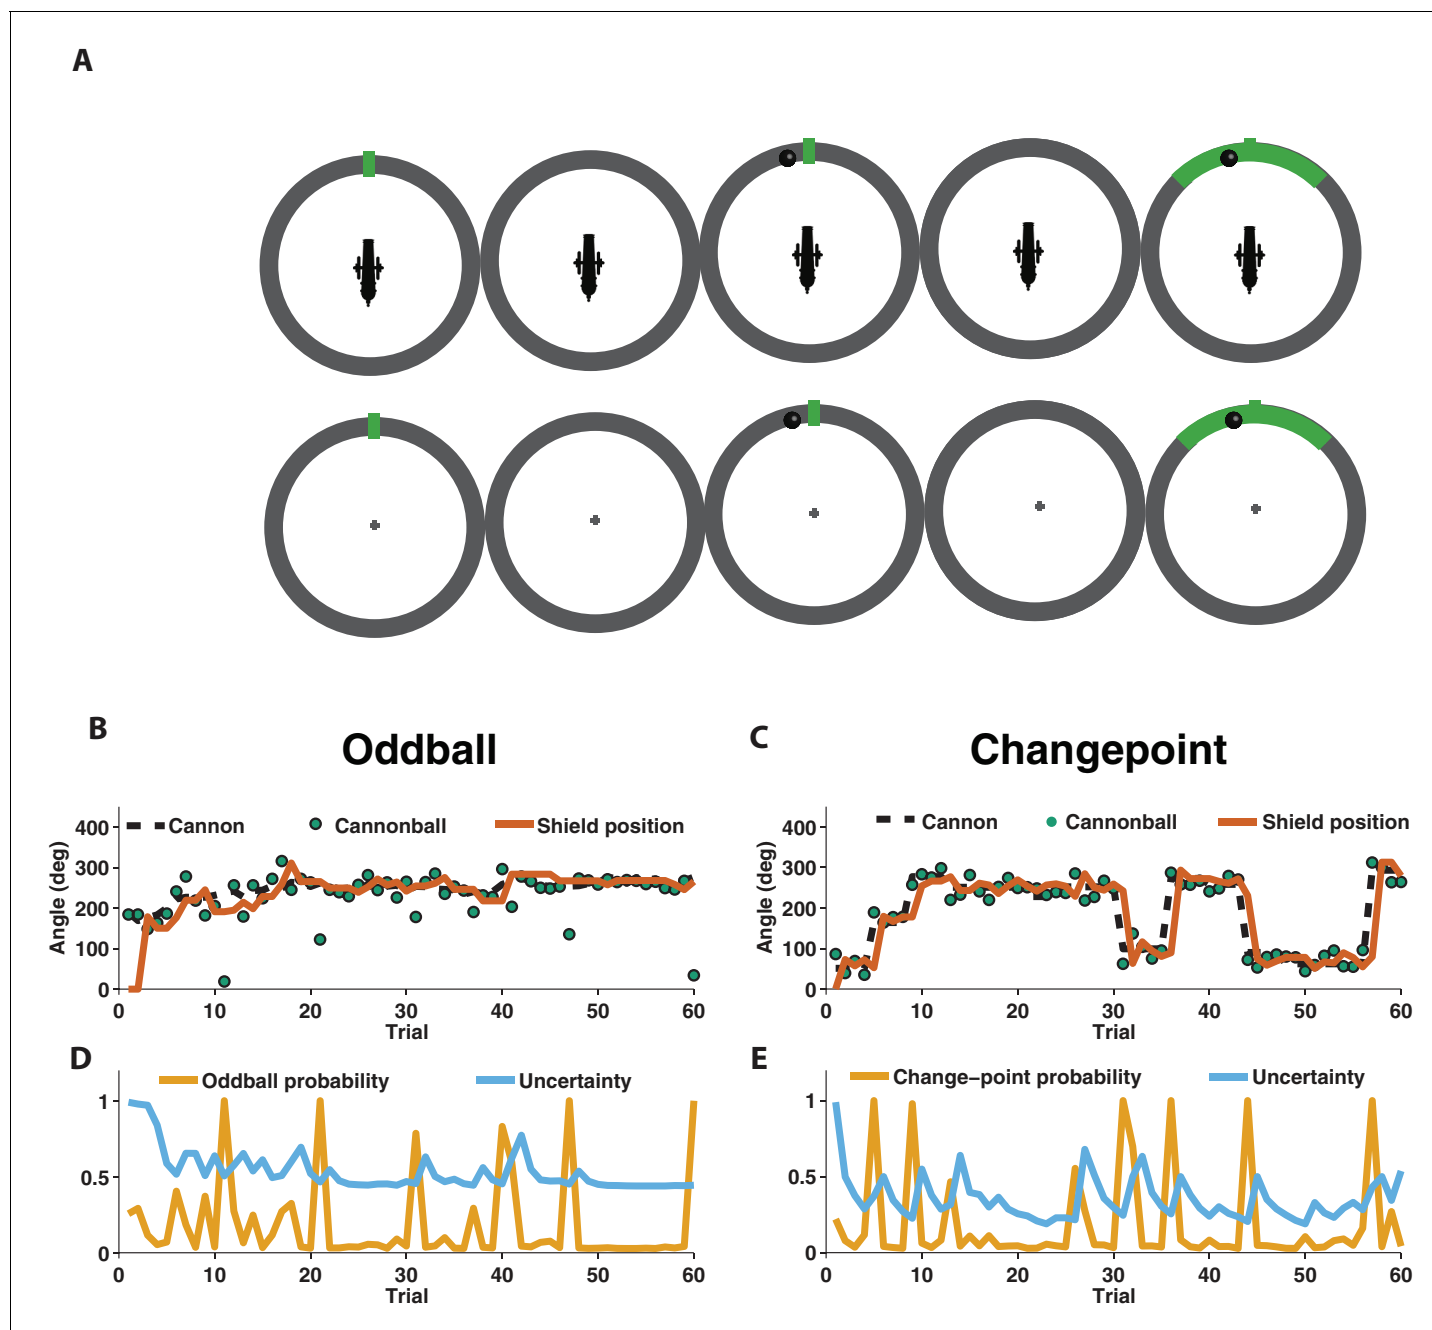 A
B
Oddball
C
Changepoint
Cannon
Cannonball
Shield position
Angle (deg)
400
300
200
100
0
0
10
20
30
40
50
60
Trial
Cannon
Cannonball
Shield position
Angle (deg)
400
300
200
100
0
0
10
20
30
40
50
60
Trial
D
Oddball probability
Uncertainty
1
0.5
0
0
10
20
30
40
50
60
Trial
E
Change−point probability
Uncertainty
1
0.5
0
0
10
20
30
40
50
60
Trial